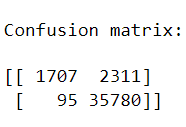 Confusion matrix:
[[ 1707 2311]
[ 95 35780]]